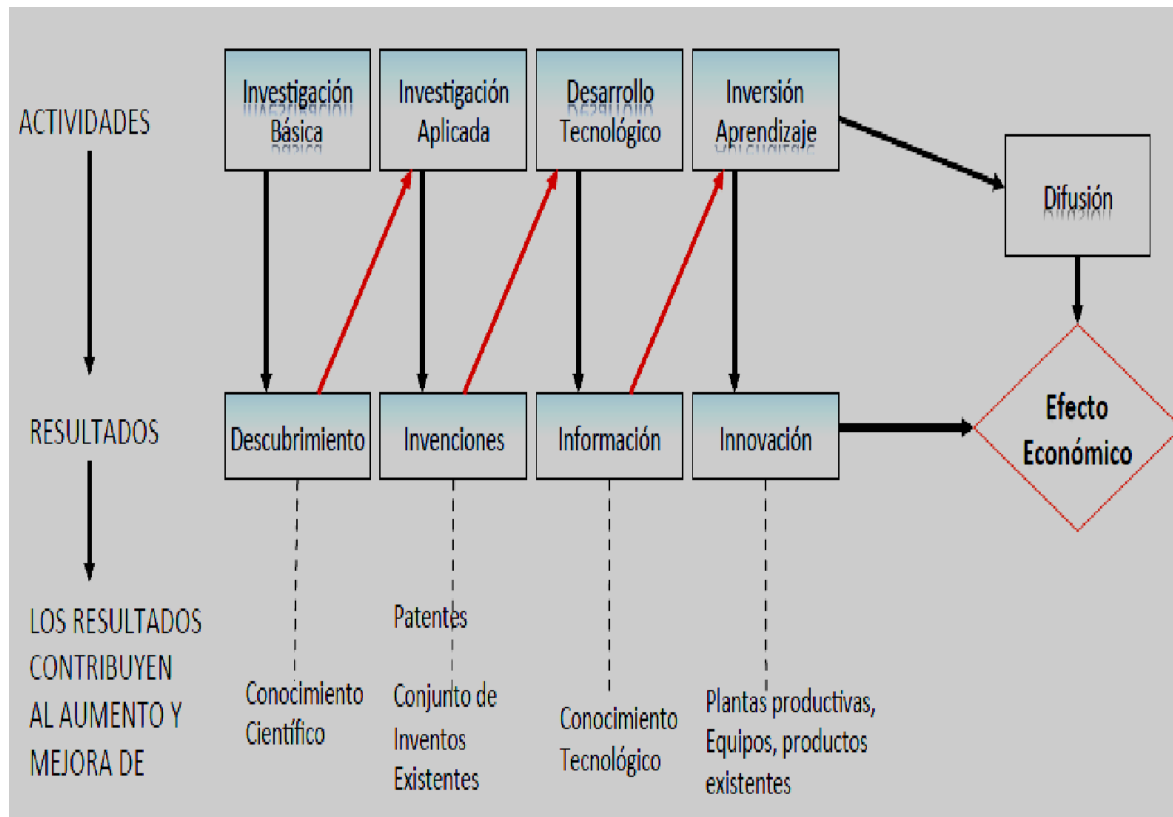 ACTIVIDADES
Investigación
Básica
Investigación
Aplicada
Desarrollo
Tecnológico
Inversión
Aprendizaje
Difusión
RESULTADOS
Descubrimiento
Invenciones
Información
Innovación
Efecto
Económico
LOS RESULTADOS
CONTRIBUYEN
AL AUMENTO Y
MEJORA DE
Conocimiento
Científico
Patentes
Conjunto de
Inventos
Existentes
Conocimiento
Tecnológico
Plantas productivas,
Equipos, productos
existentes